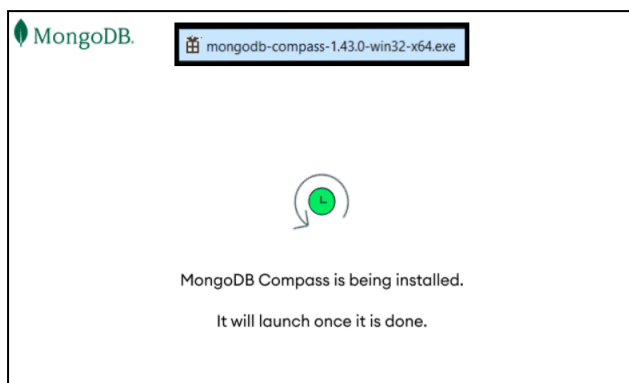 MongoDB.
mongodb-compass-1.43.0-win32-x64.exe
MongoDB Compass is being installed.
It will launch once it is done.